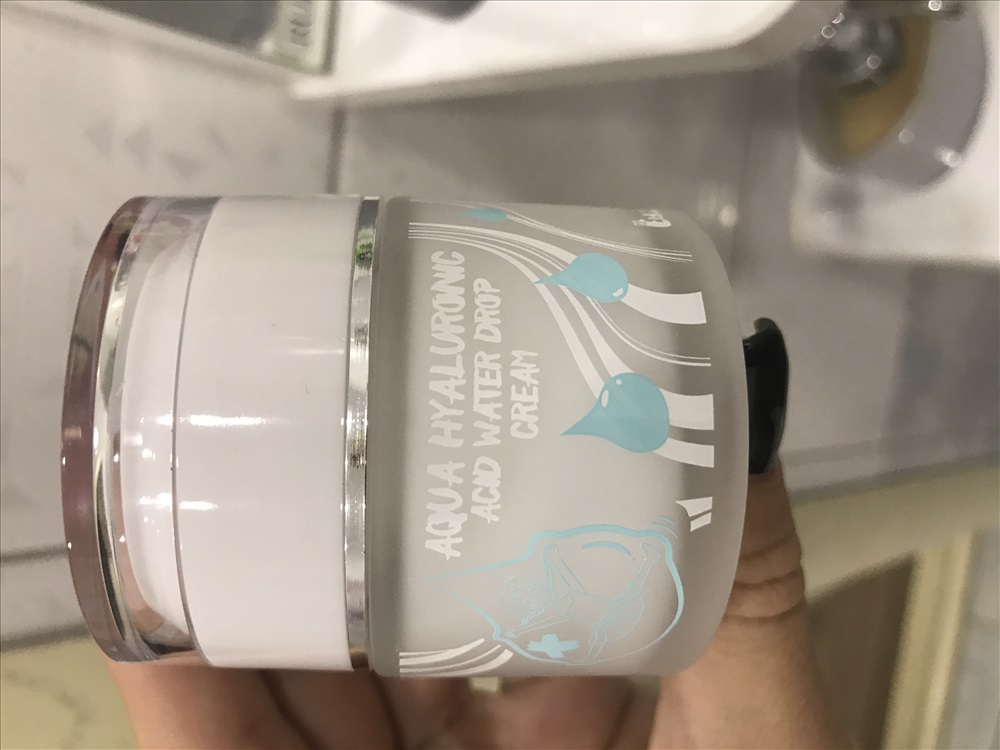 AQUA HYALURONIC
ACID WATER DROP
CREAM